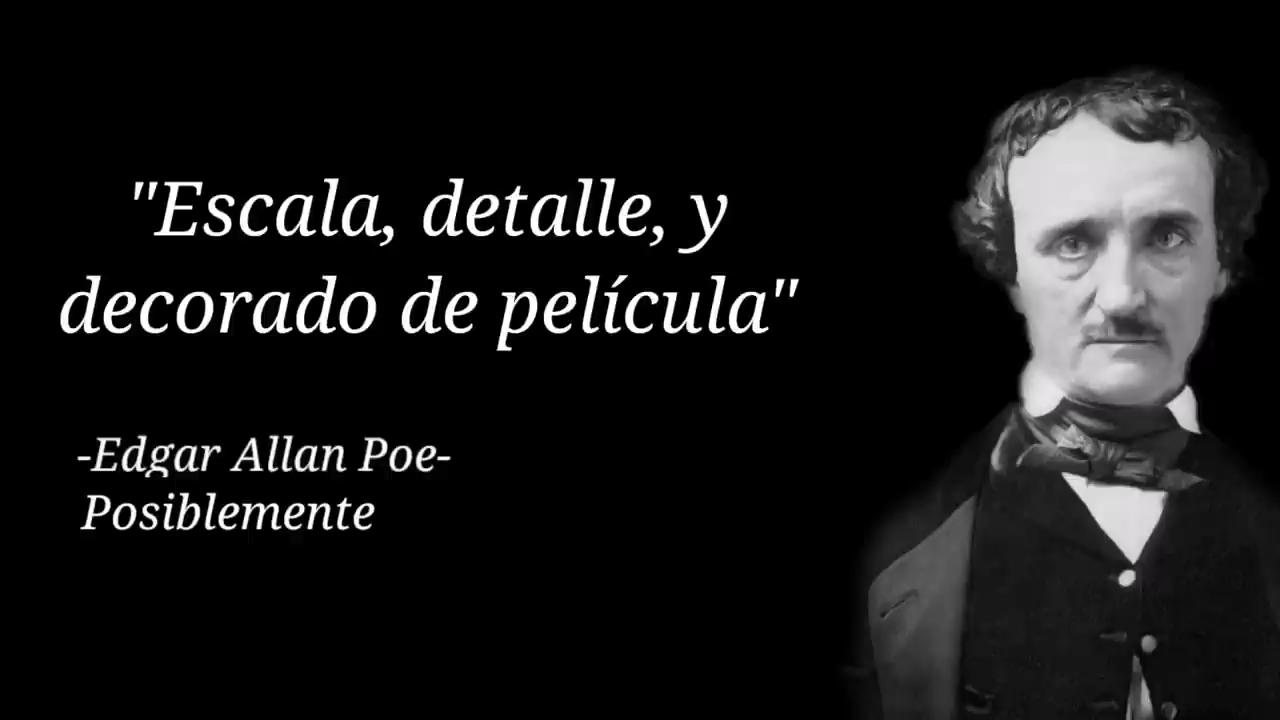 "Escala, detalle, y
decorado de película"
-Edgar Allan Poe-
Posiblemente